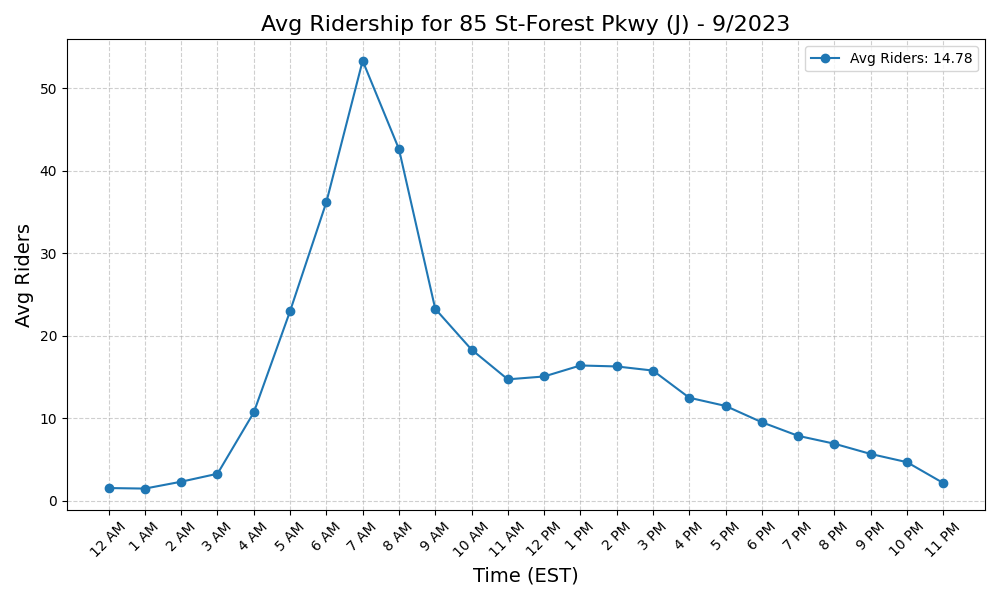 Avg Ridership for 85 St-Forest Pkwy (J) - 9/2023
Avg Riders: 14.78
Avg Riders
50
40
30
20
10
0
12 AM
1 AM
2 AM
3 AM
4 AM
5 AM
6 AM
7 AM
8 AM
9 AM
10 AM
11 AM
12 PM
1 PM
2 PM
3 PM
4 PM
5 PM
6 PM
7 PM
8 PM
9 PM
10 PM
11 PM
Time (EST)